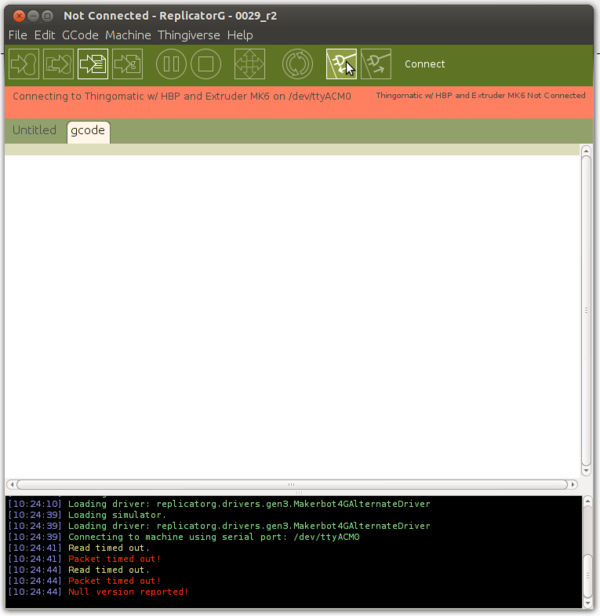 Not Connected - ReplicatorG - 0029_r2
File Edit GCode Machine Thingiverse Help
Connect
Connecting to Thingomatic w/ HBP and Extruder MK6 on /dev/ttyACM0
Thingomatic w/ HBP and Extruder MK6 Not Connected
Untitled gcode
[10:24:10] Loading driver: replicatorg.drivers.gen3.Makerbot4GAlternateDriver
[10:24:39] Loading simulator.
[10:24:39] Loading driver: replicatorg.drivers.gen3.Makerbot4GAlternateDriver
[10:24:39] Connecting to machine using serial port: /dev/ttyACM0
[10:24:41] Read timed out.
[10:24:41] Packet timed out!
[10:24:44] Read timed out.
[10:24:44] Packet timed out!
[10:24:44] Null version reported!